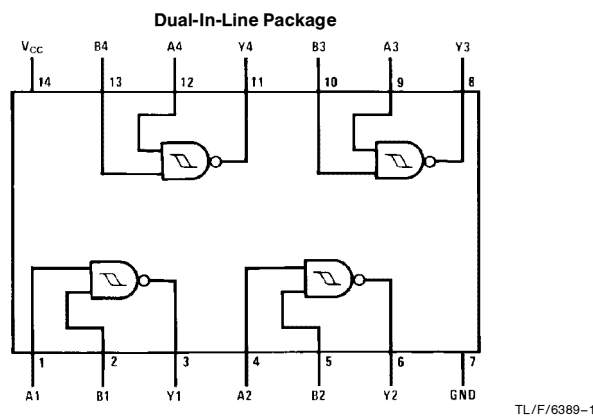 Dual-In-Line Package
VCC B4 A4 Y4 B3 A3 Y3
14 13 12 11 10 9 8
1 2 3 4 5 6 7
A1 B1 Y1 A2 B2 Y2 GND
TL/F/6389–1